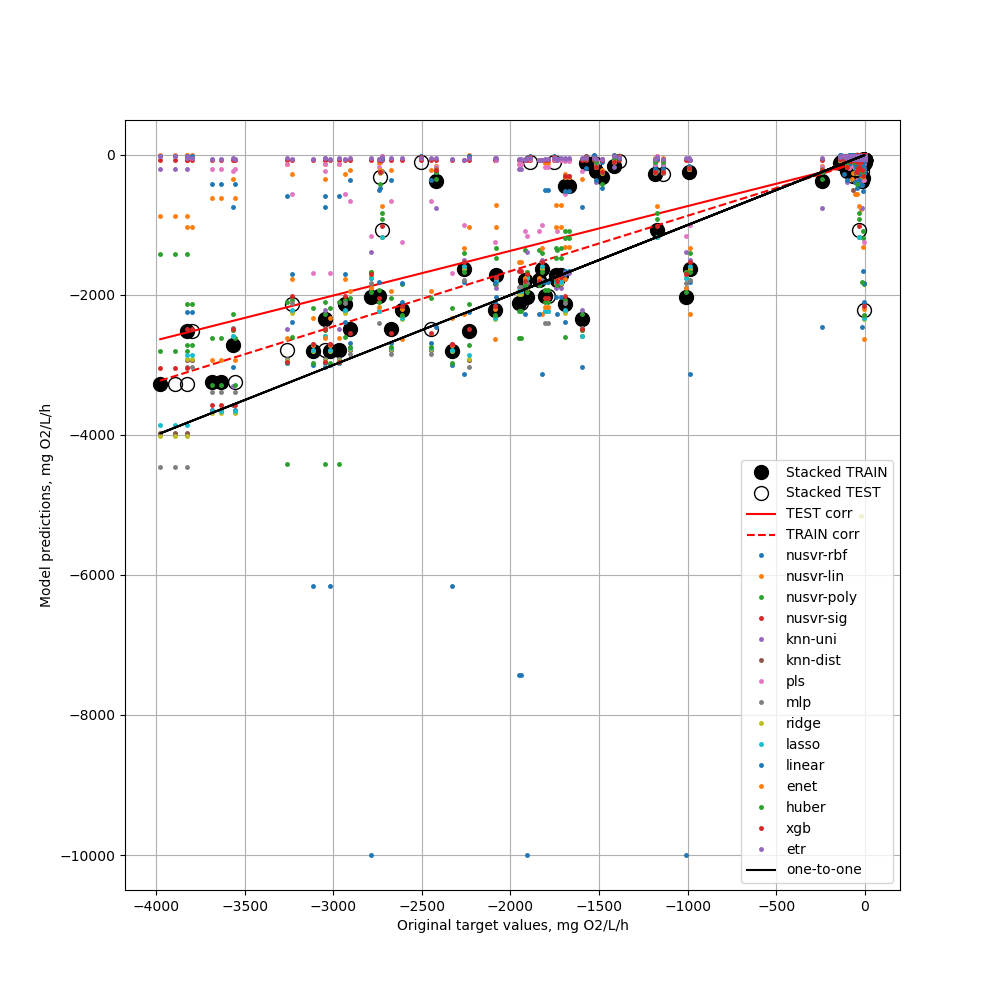 0
−2000
−4000
−6000
−8000
−10000
Model predictions, mg O2/L/h
−4000
−3500
−3000
−2500
−2000
−1500
−1000
−500
0
Original target values, mg O2/L/h
Stacked TRAIN
Stacked TEST
TEST corr
TRAIN corr
nusvr-rbf
nusvr-lin
nusvr-poly
nusvr-sig
knn-uni
knn-dist
pls
mlp
ridge
lasso
linear
enet
huber
xgb
etr
one-to-one